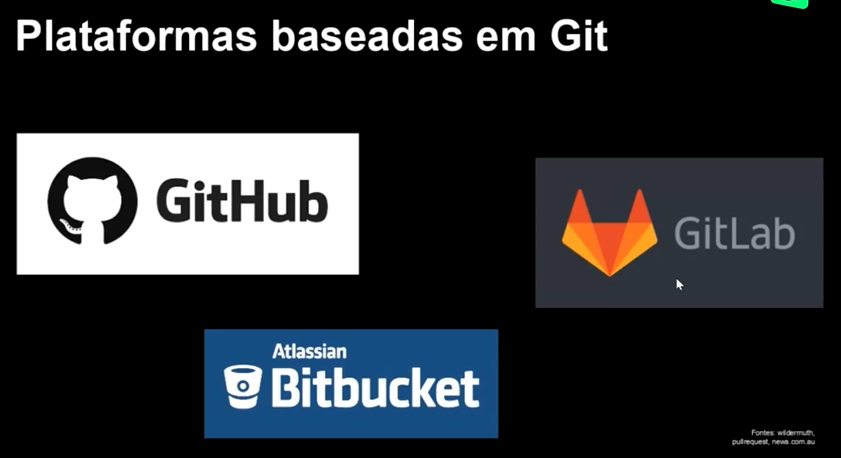 Plataformas baseadas em Git
GitHub
GitLab
Atlassian
Bitbucket
Fontes: wildermuth,
pullrequest, news.com.au